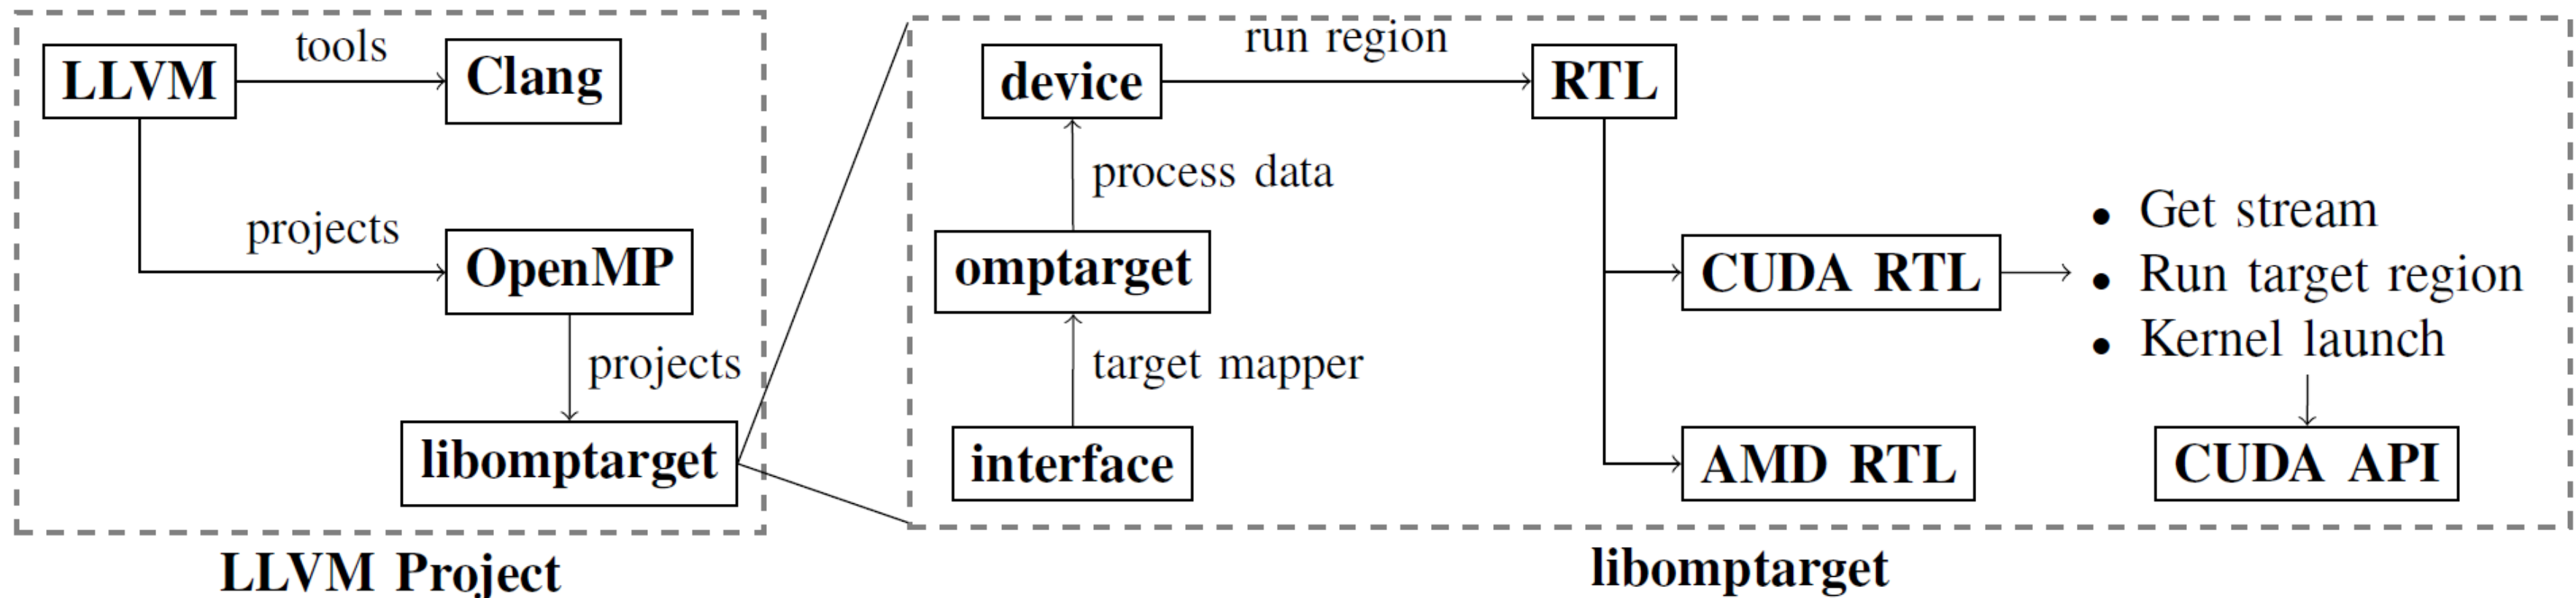 LLVM
tools
Clang
projects
OpenMP
projects
libomptarget
LLVM Project
device
run region
RTL
process data
omptarget
target mapper
interface
CUDA RTL
• Get stream
• Run target region
• Kernel launch
AMD RTL
CUDA API
libomptarget